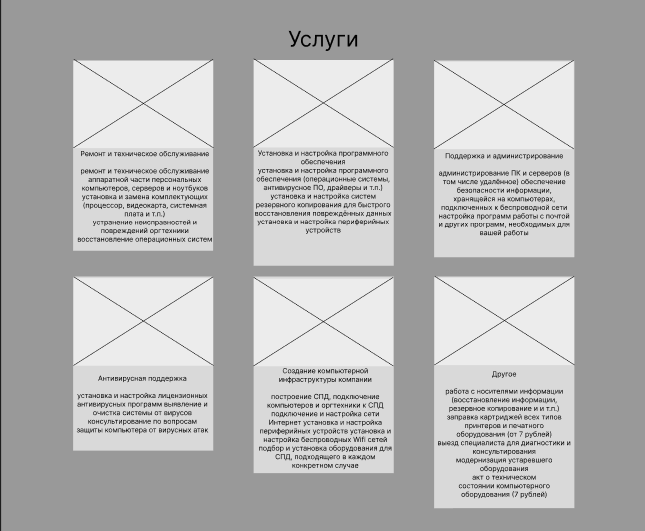 Услуги
Ремонт и техническое обслуживание
ремонт и техническое обслуживание
аппаратной части персональных
компьютеров, серверов и ноутбуков
установка и замена комплектующих
(процессор, видеокарта, системная
плата и т.п.)
устранение неисправностей и
повреждений оргтехники
восстановление операционных систем
Установка и настройка программного
обеспечения
установка и настройка программного
обеспечения (операционные системы,
антивирусное ПО, драйверы и т.п.)
установка и настройка систем
резервного копирования для быстрого
восстановления повреждённых данных
установка и настройка периферийных
устройств
Поддержка и администрирование
администрирование ПК и серверов (в
том числе удалённое) обеспечение
безопасности информации,
хранящейся на компьютерах,
подключенных к беспроводной сети
настройка программ работы с почтой
и других программ, необходимых для
вашей работы
Антивирусная поддержка
установка и настройка лицензионных
антивирусных программ выявление и
очистка системы от вирусов
консультирование по вопросам
защиты компьютера от вирусных атак
Создание компьютерной
инфраструктуры компании
построение СПД, подключение
компьютеров и оргтехники к СПД
подключение и настройка сети
Интернет установка и настройка
периферийных устройств установка и
настройка беспроводных Wifi сетей
подбор и установка оборудования для
СПД, подходящего в каждом
конкретном случае
Другое
работа с носителями информации
(восстановление информации,
резервное копирование и и т.п.)
заправка картриджей всех типов
принтеров и печатного
оборудования (от 7 рублей)
выезд специалиста для диагностики и
консультирования
модернизация устаревшего
оборудования
акт о техническом
состоянии компьютерного
оборудования (7 рублей)